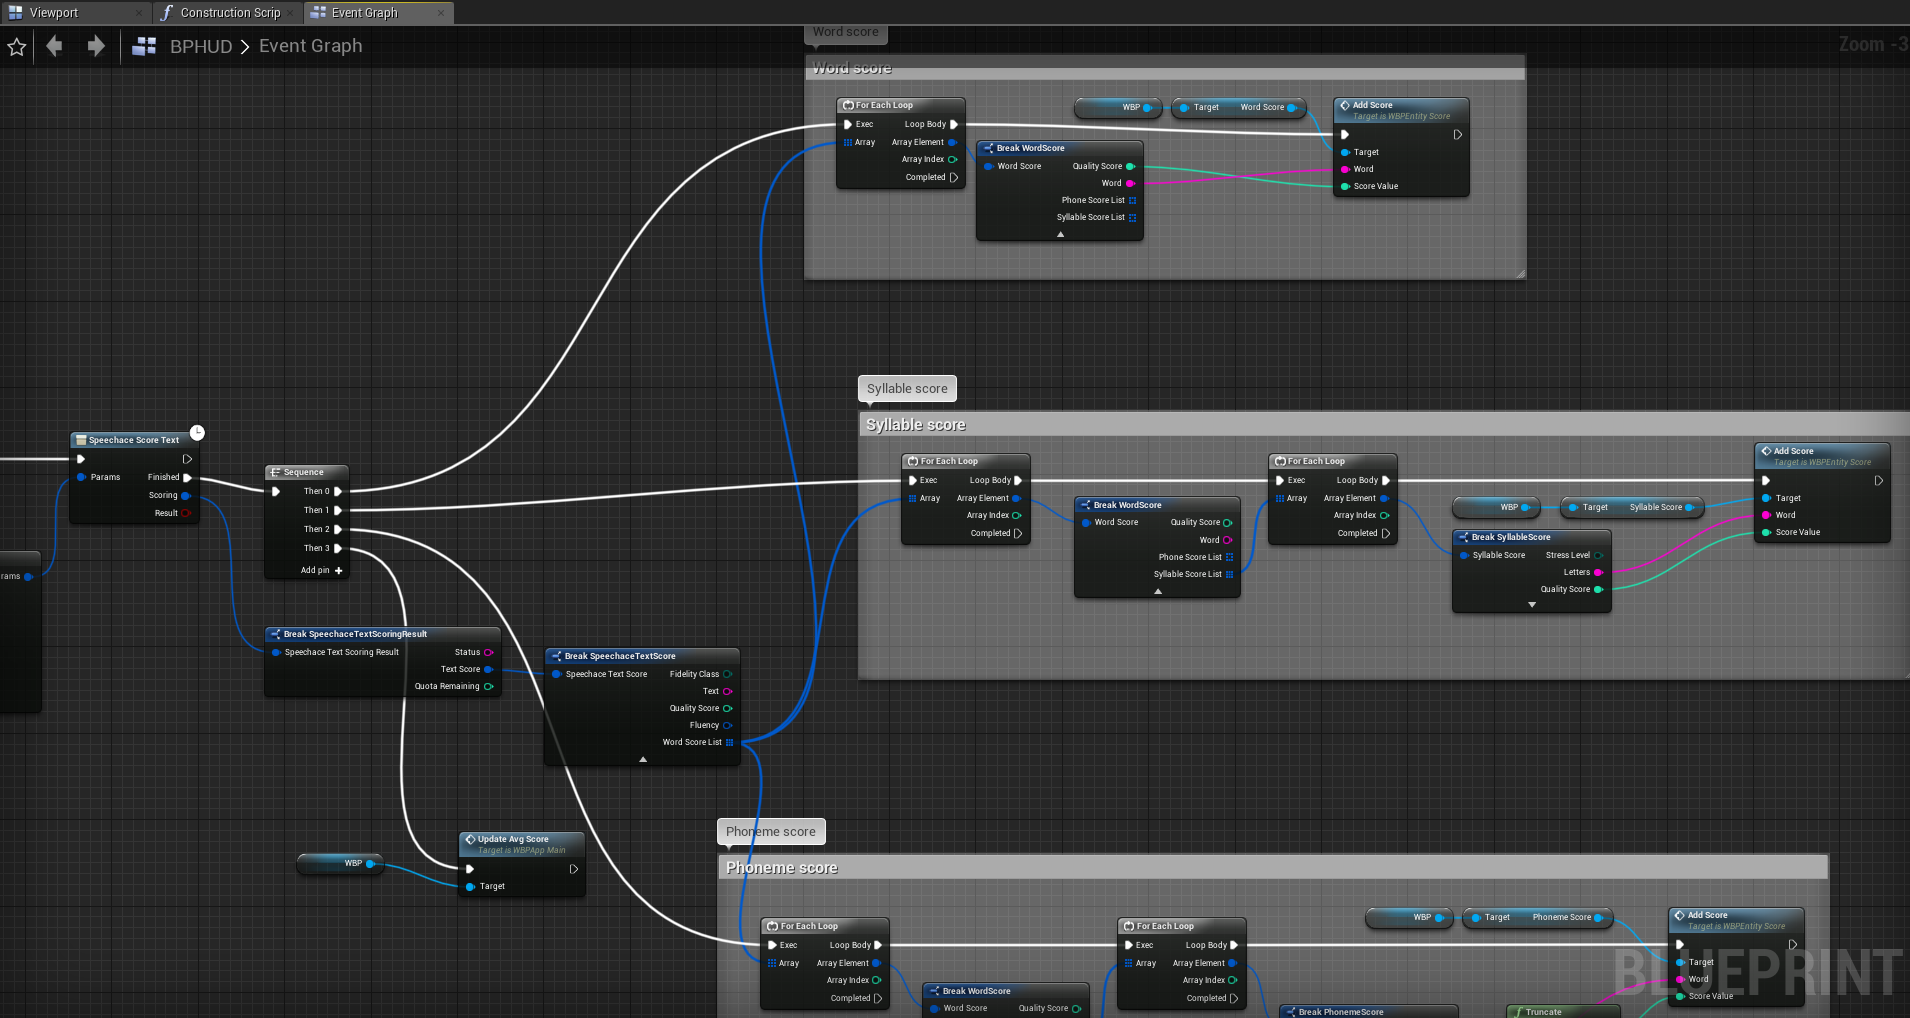 Viewport
Construction Scrip
Event Graph
BPHUD > Event Graph
Zoom -3
Word score
Word score
For Each Loop
Exec Loop Body
Array Array Element
Array Index
Completed
WBP
Target Word Score
Add Score
Target is WBPEntity Score
Target
Word
Score Value
Break WordScore
Word Score Quality Score
Word
Phone Score List
Syllable Score List
Syllable score
Syllable score
For Each Loop
Exec Loop Body
Array Array Element
Array Index
Completed
Break WordScore
Word Score Quality Score
Word
Phone Score List
Syllable Score List
For Each Loop
Exec Loop Body
Array Array Element
Array Index
Completed
WBP
Target Syllable Score
Break SyllableScore
Syllable Score Stress Level
Letters
Quality Score
Add Score
Target is WBPEntity Score
Target
Word
Score Value
Speechace Score Text
Params Finished
Scoring
Result
rams
Sequence
Then 0
Then 1
Then 2
Then 3
Add pin +
Break SpeechaceTextScoringResult
Speechace Text Scoring Result Status
Text Score
Quota Remaining
Break SpeechaceTextScore
Speechace Text Score Fidelity Class
Text
Quality Score
Fluency
Word Score List
WBP
Update Avg Score
Target is WBPApp Main
Target
Phoneme score
Phoneme score
For Each Loop
Exec Loop Body
Array Array Element
Array Index
Completed
Break WordScore
Word Score Quality Score
For Each Loop
Exec Loop Body
Array Array Element
Array Index
Completed
Break PhonemeScore
WBP
Target Phoneme Score
Add Score
Target is WBPEntity Score
Target
Word
Score Value
Truncate
BLUEPRINT